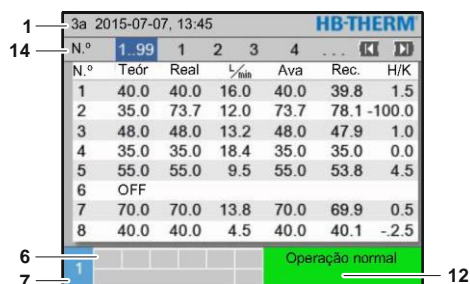 1 3a 2015-07-07, 13:45 HB-THERM
14 N.º 1..99 1 2 3 4 ...
N.º Teór Real L/min Ava Rec. H/K
1 40.0 40.0 16.0 40.0 39.8 1.5
2 35.0 73.7 12.0 73.7 78.1 -100.0
3 48.0 48.0 13.2 48.0 47.9 1.0
4 35.0 35.0 18.4 35.0 35.0 0.0
5 55.0 55.0 9.5 55.0 53.8 4.5
6 OFF
7 70.0 70.0 13.8 70.0 69.9 0.5
8 40.0 40.0 4.5 40.0 40.1 -.2.5
6 1 Operação normal
7 12